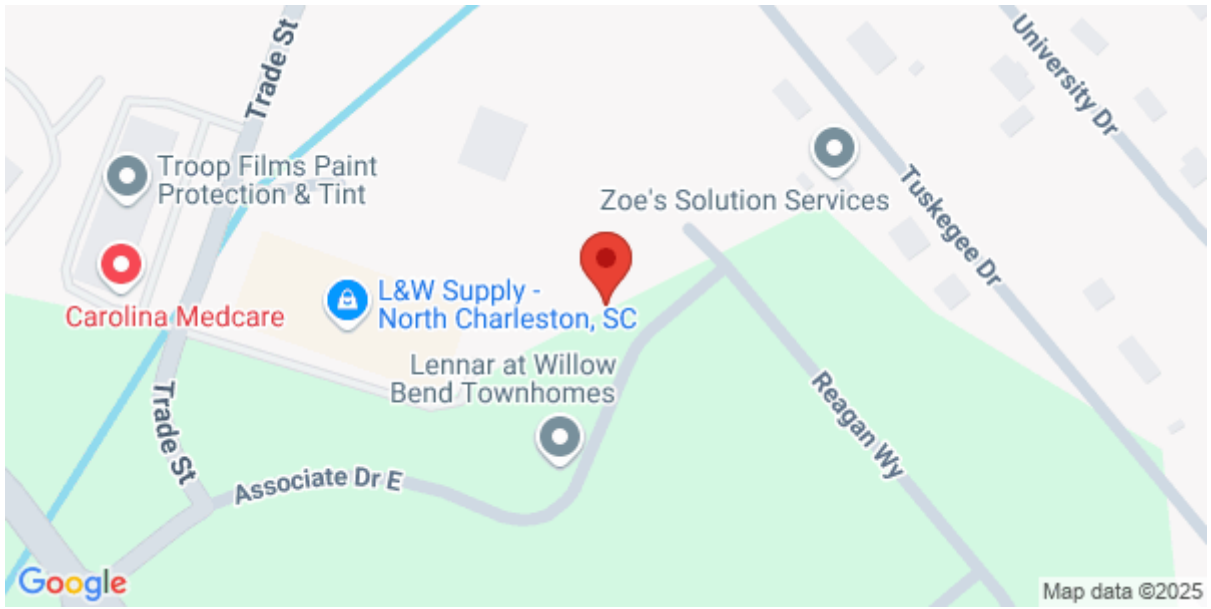 Trade St
University Dr
Troop Films Paint
Protection & Tint
Zoe's Solution Services
Tuskegee Dr
Carolina Medcare
L&W Supply -
North Charleston, SC
Lennar at Willow
Bend Townhomes
Reagan Wy
Trade St
Associate Dr E
Google
Map data ©2025